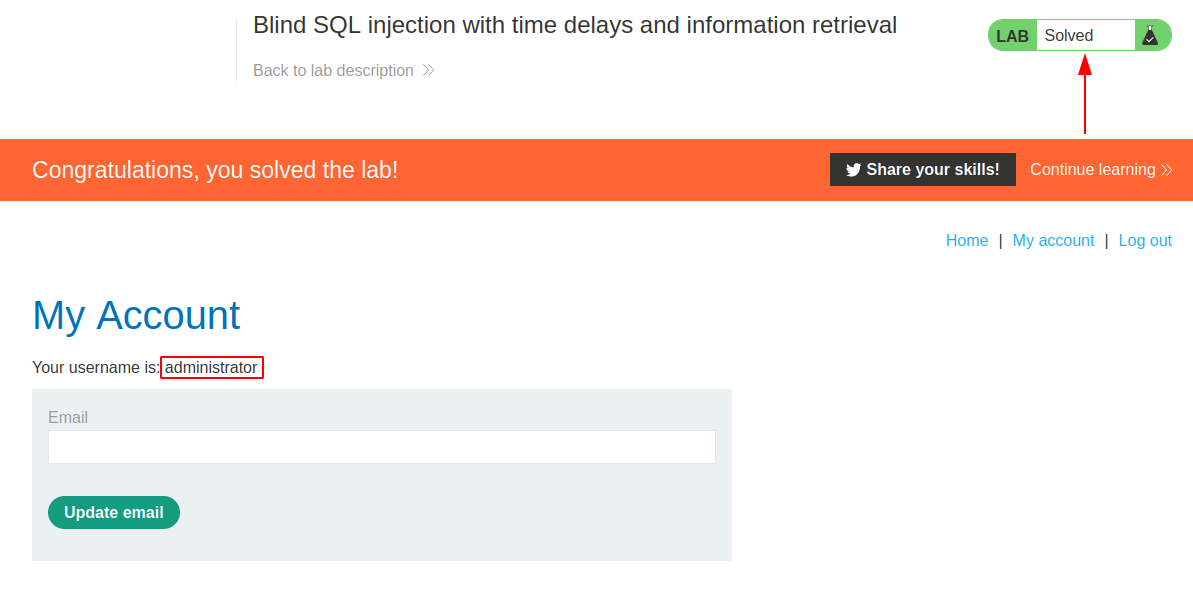 Blind SQL injection with time delays and information retrieval
LAB Solved
Back to lab description
Congratulations, you solved the lab!
Share your skills!
Continue learning
Home | My account | Log out
My Account
Your username is: administrator
Email
Update email